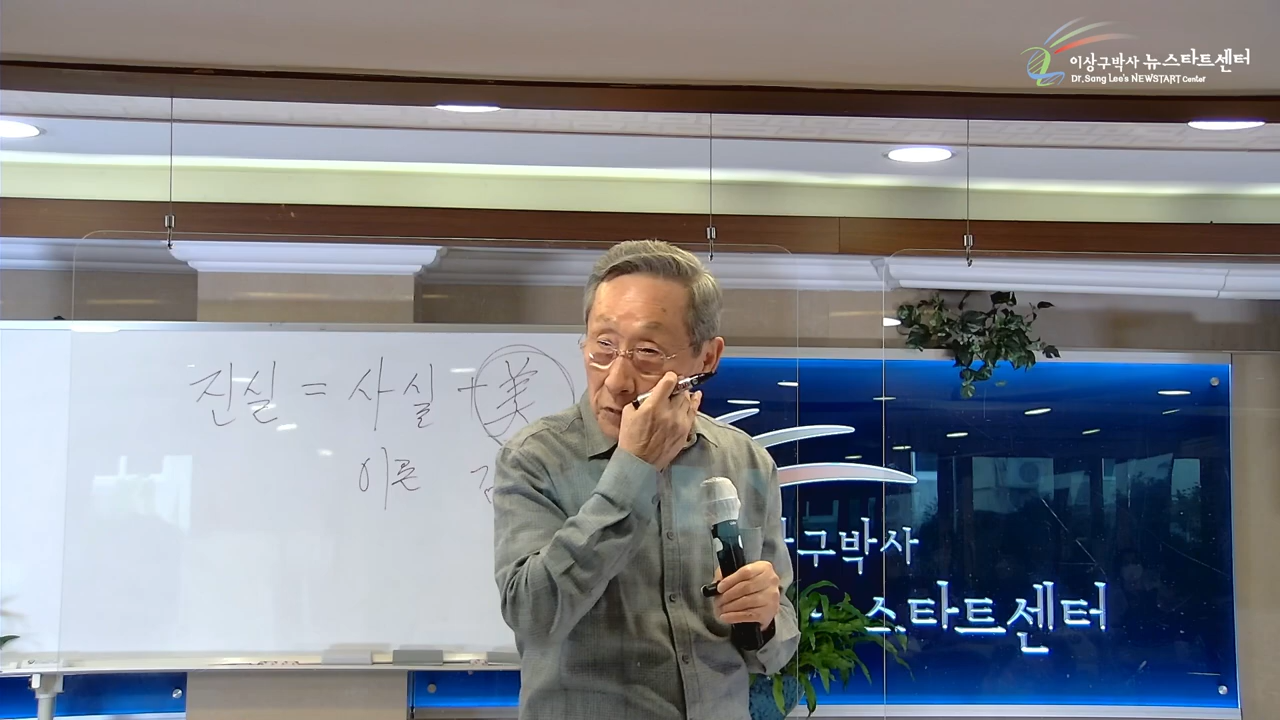 이상구박사 뉴스타트센터
Dr. Sang Lee's NEWSTART Center
진실 = 사실 + 美
이론
구박사
스타트센터